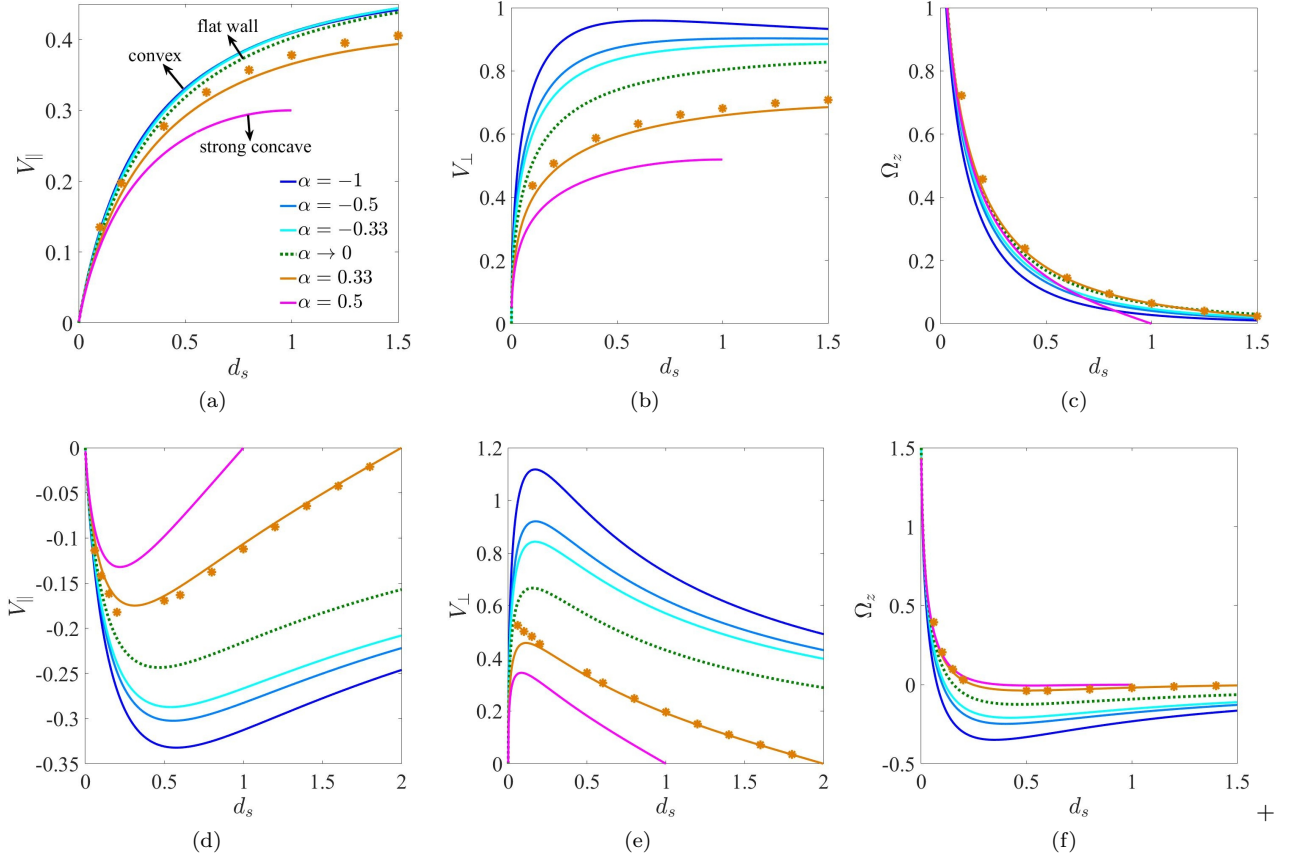 0.4
0.3
0.2
0.1
0
V∥
flat wall
convex
strong concave
α = −1
α = −0.5
α = −0.33
α → 0
α = 0.33
α = 0.5
0 0.5 1 1.5
d_s
(a)
1
0.8
0.6
0.4
0.2
0
V⊥
0 0.5 1 1.5
d_s
(b)
1
0.8
0.6
0.4
0.2
0
Ω_z
0 0.5 1 1.5
d_s
(c)
0
-0.05
-0.1
-0.15
-0.2
-0.25
-0.3
-0.35
V∥
0 0.5 1 1.5 2
d_s
(d)
1.2
1
0.8
0.6
0.4
0.2
0
V⊥
0.5 1 1.5 2
d_s
(e)
1.5
1
0.5
0
-0.5
Ω_z
0 0.5 1 1.5
d_s
+
(f)